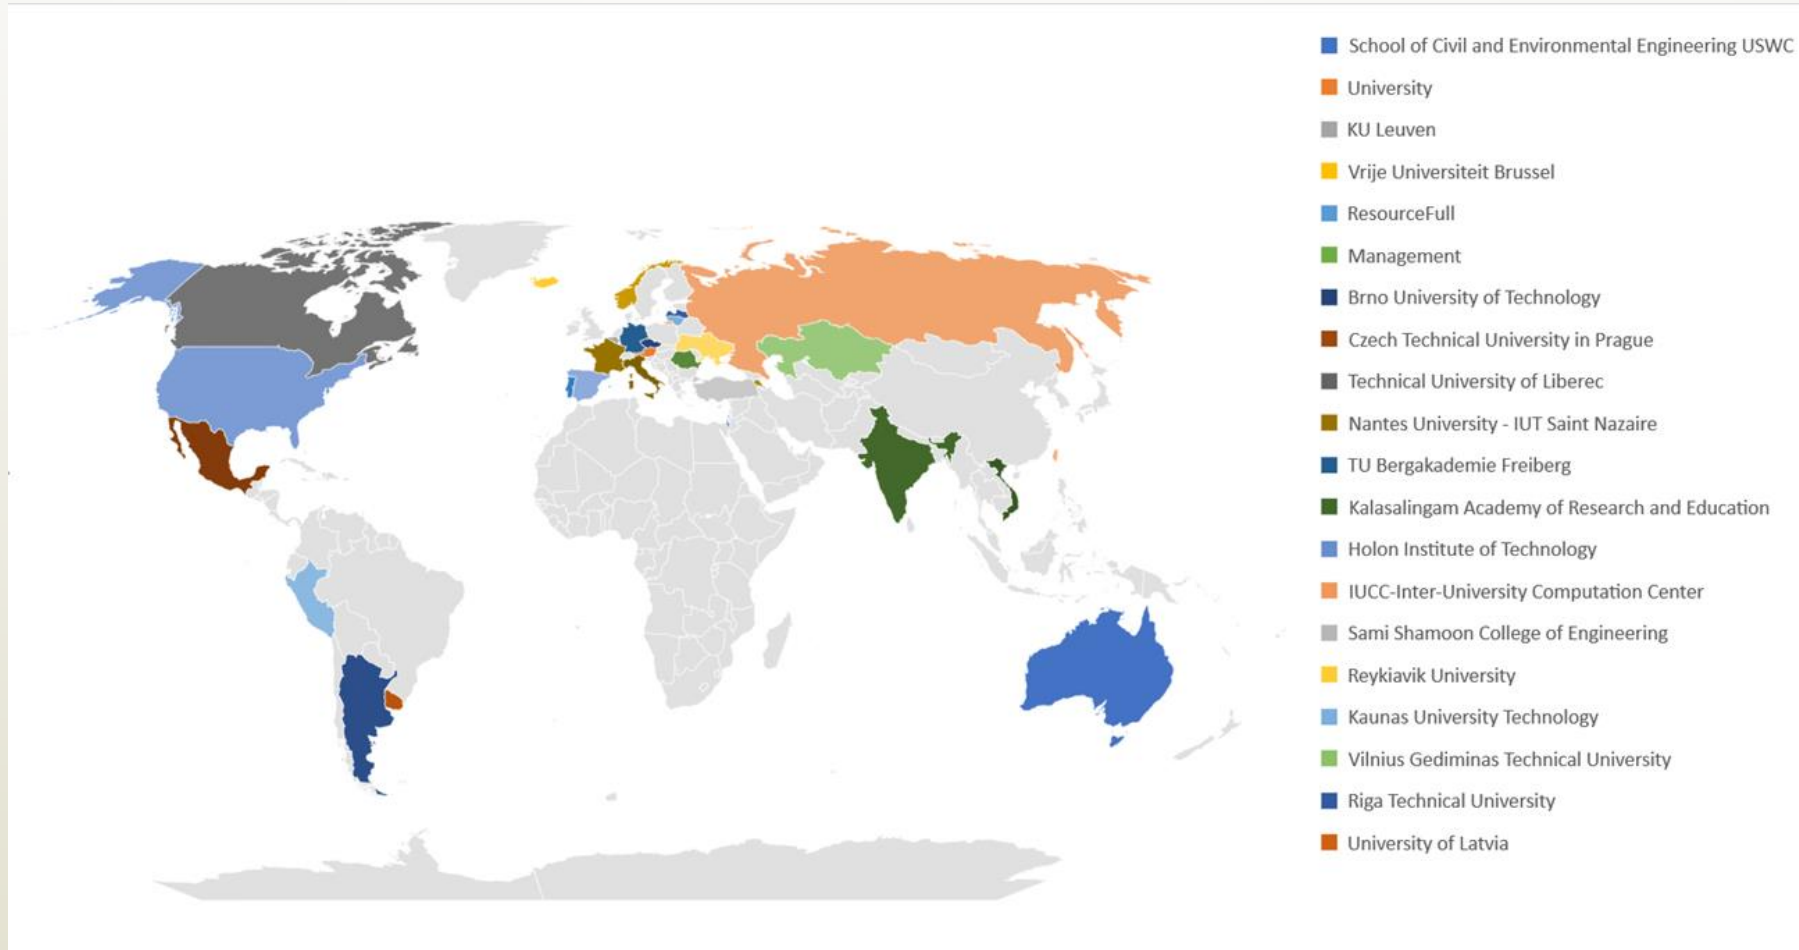 School of Civil and Environmental Engineering USWC
University
KU Leuven
Vrije Universiteit Brussel
ResourceFull
Management
Brno University of Technology
Czech Technical University in Prague
Technical University of Liberec
Nantes University - IUT Saint Nazaire
TU Bergakademie Freiberg
Kalasalingam Academy of Research and Education
Holon Institute of Technology
IUCC-Inter-University Computation Center
Sami Shamoon College of Engineering
Reykiavik University
Kaunas University Technology
Vilnius Gediminas Technical University
Riga Technical University
University of Latvia